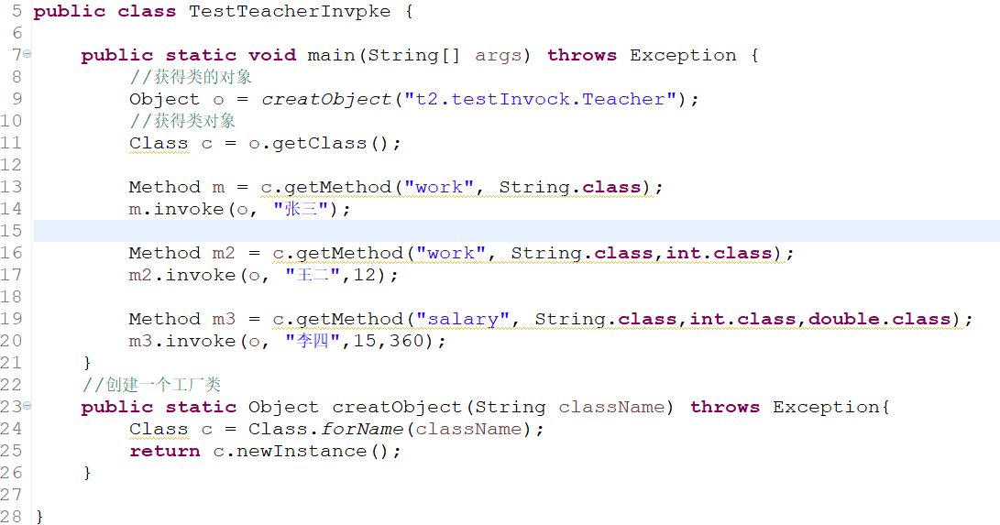 5 public class TestTeacherInvpke {
6
7 public static void main(String[] args) throws Exception {
8 //获得类的对象
9 Object o = creatObject("t2.testInvock.Teacher");
10 //获得类对象
11 Class c = o.getClass();
12
13 Method m = c.getMethod("work", String.class);
14 m.invoke(o, "张三");
15
16 Method m2 = c.getMethod("work", String.class,int.class);
17 m2.invoke(o, "王二",12);
18
19 Method m3 = c.getMethod("salary", String.class,int.class,double.class);
20 m3.invoke(o, "李四",15,360);
21 }
22 //创建一个工厂类
23 public static Object creatObject(String className) throws Exception{
24 Class c = Class.forName(className);
25 return c.newInstance();
26 }
27
28 }